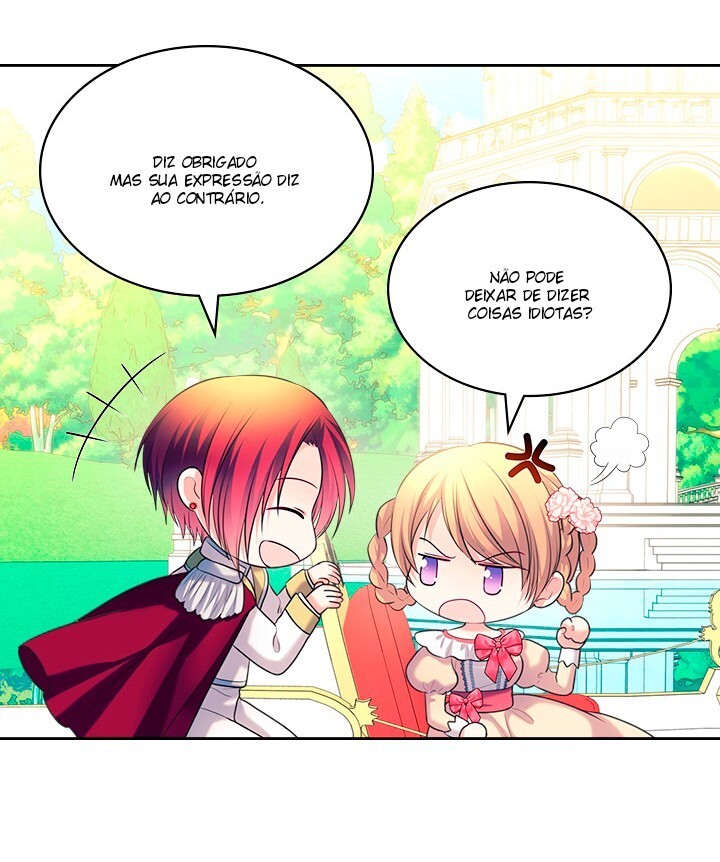 DIZ OBRIGADO
MAS SUA EXPRESSÃO DIZ
AO CONTRÁRIO.
NÃO PODE
DEIXAR DE DIZER
COISAS IDIOTAS?